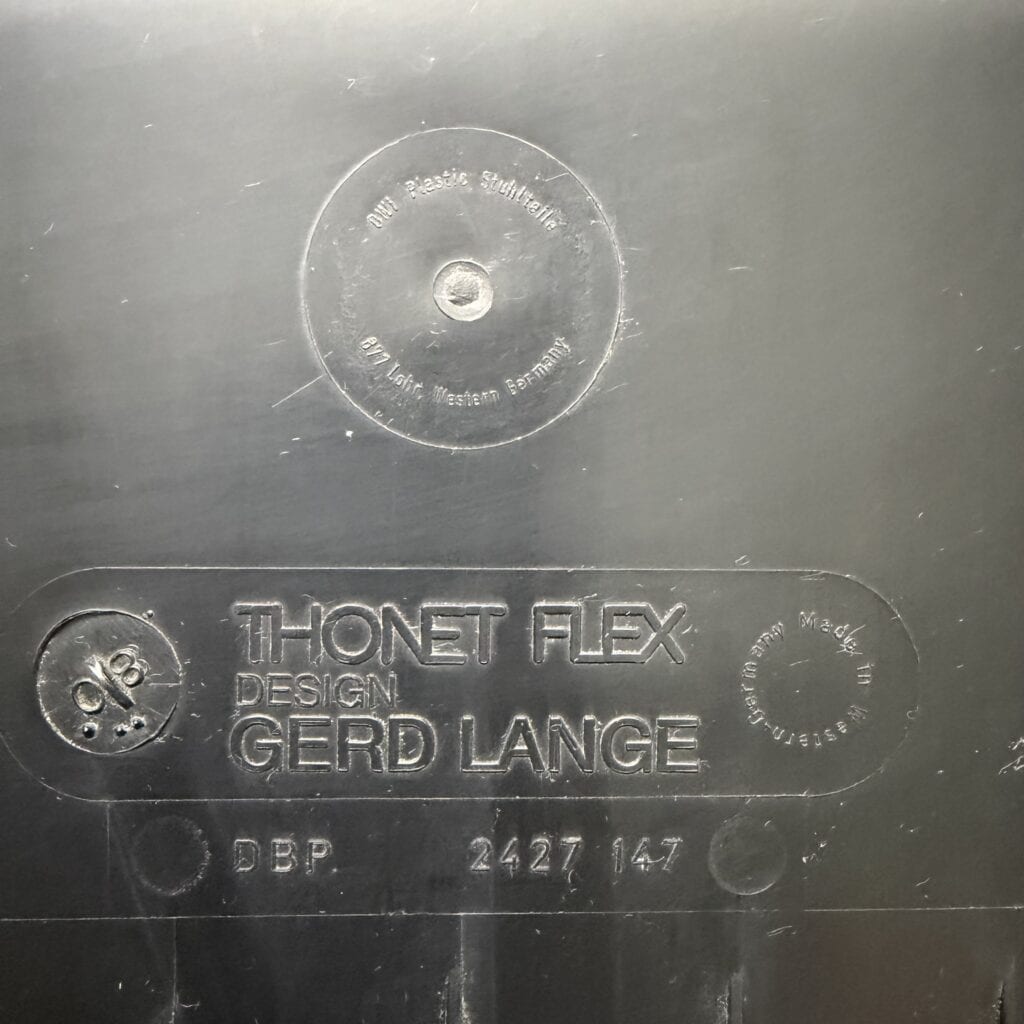 OWI Plastic Stuhlteile
877 Lohr, Western Germany
THONET FLEX
DESIGN
GERD LANGE
Made in Western-Germany
DBP. 2427 147